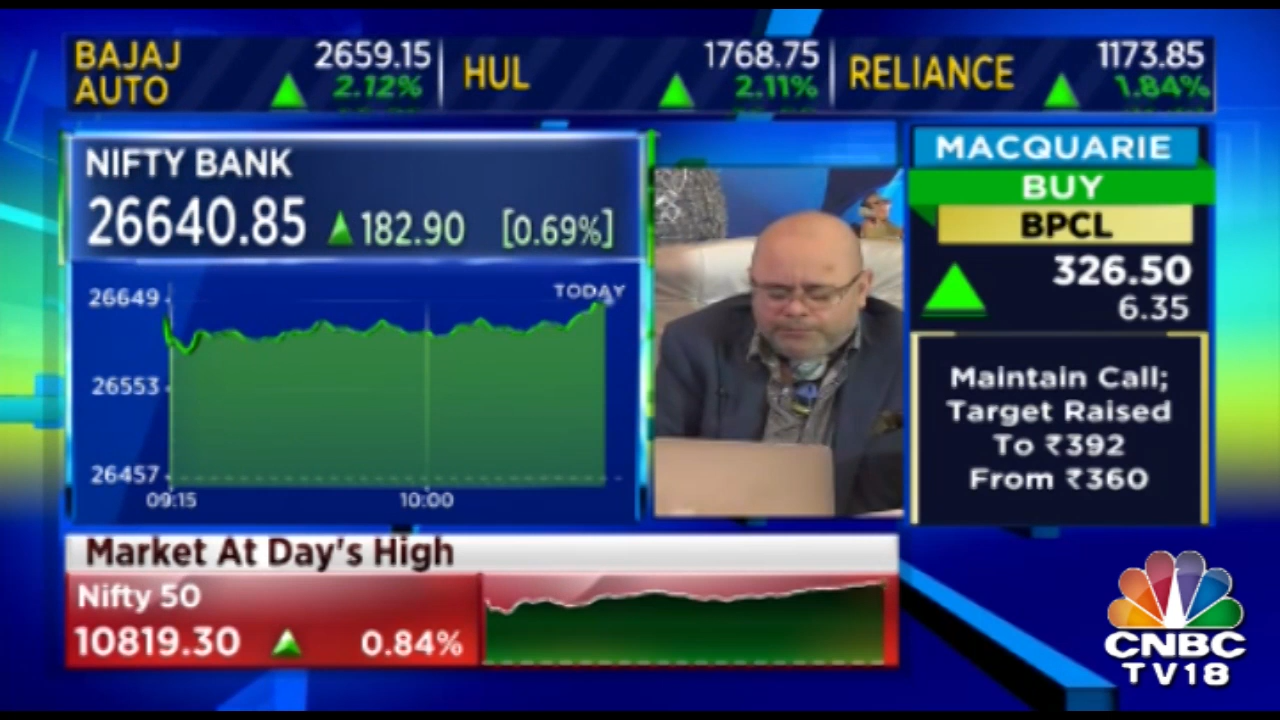 BAJAJ
AUTO
2659.15
2.12%
HUL
1768.75
2.11%
RELIANCE
1173.85
1.84%
NIFTY BANK
26640.85 182.90 [0.69%]
TODAY
26649
26553
26457
09:15 10:00
MACQUARIE
BUY
BPCL
326.50
6.35
Maintain Call;
Target Raised
To ₹392
From ₹360
Market At Day's High
Nifty 50
10819.30 0.84%
CNBC
TV18